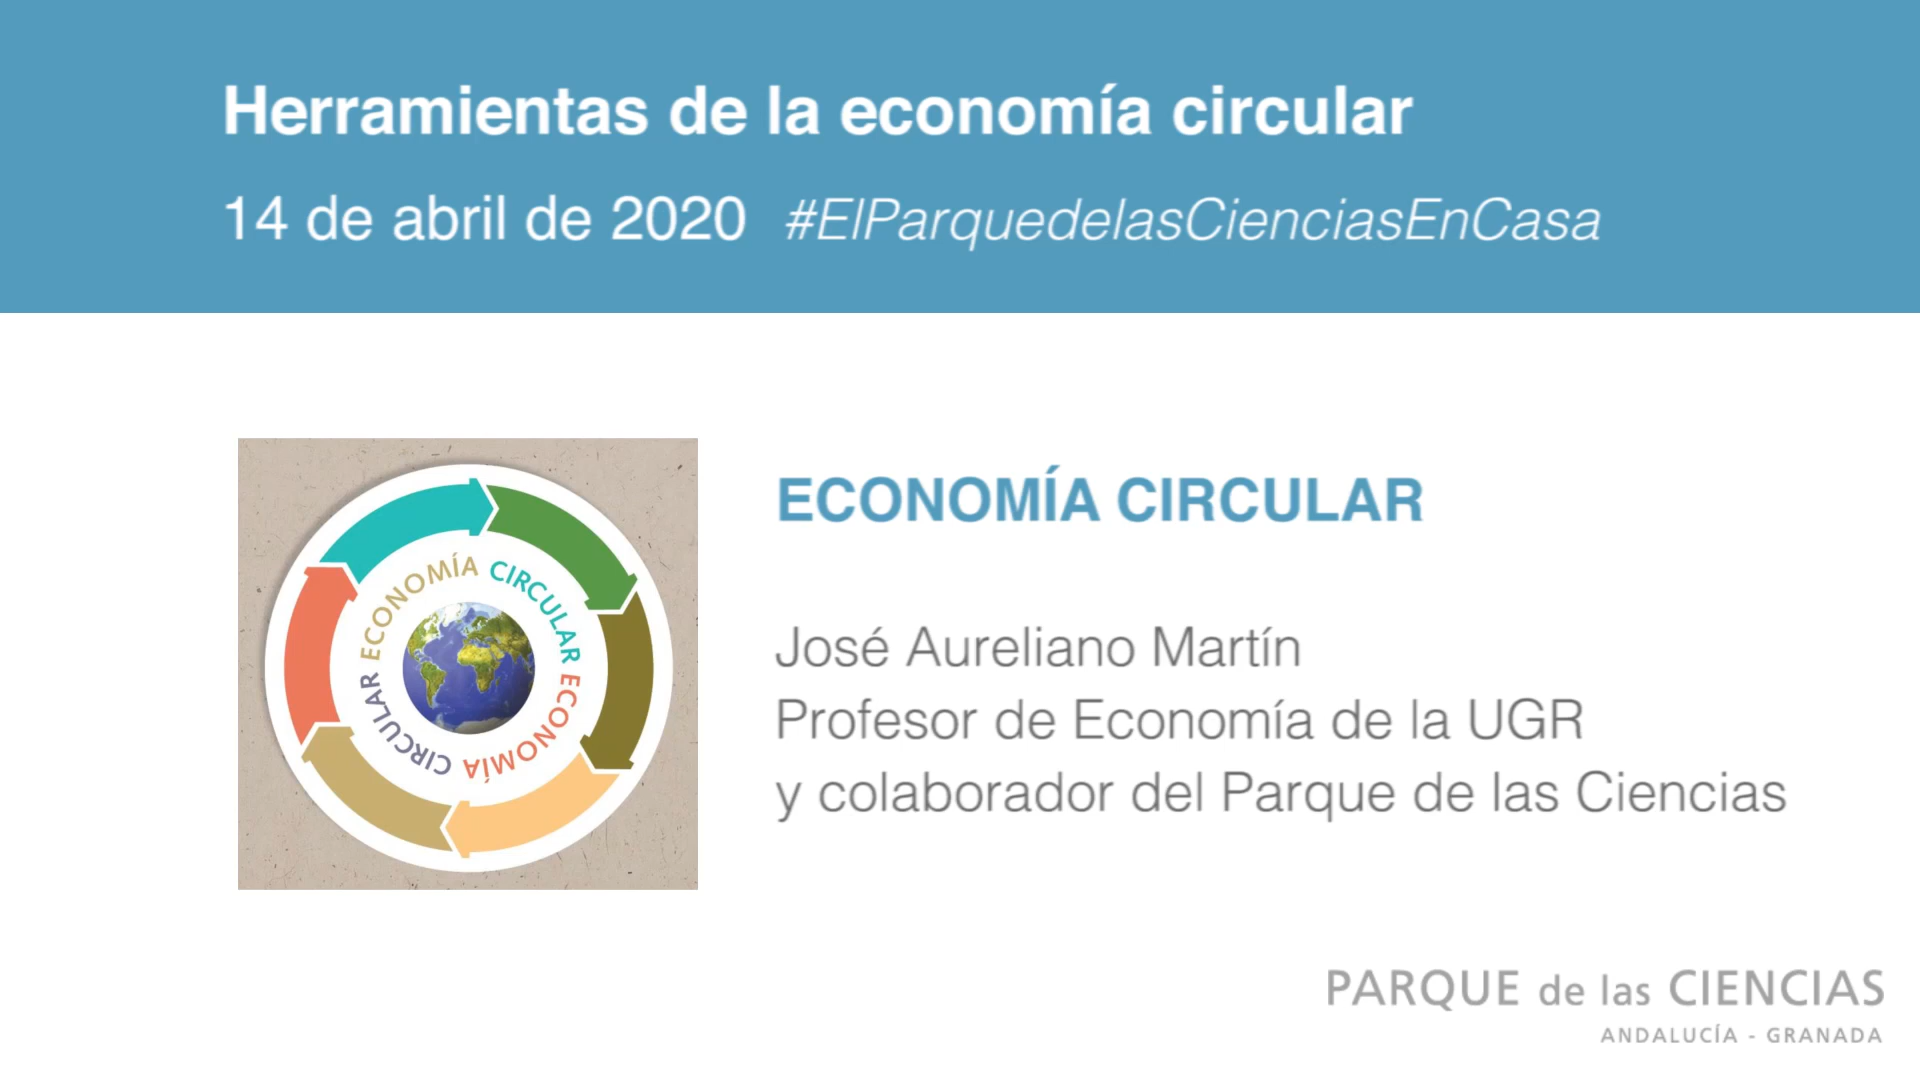 Herramientas de la economía circular
14 de abril de 2020 #ElParquedelasCienciasEnCasa
ECONOMÍA CIRCULAR ECONOMÍA CIRCULAR
ECONOMÍA CIRCULAR
José Aureliano Martín
Profesor de Economía de la UGR
y colaborador del Parque de las Ciencias
PARQUE de las CIENCIAS
ANDALUCÍA - GRANADA